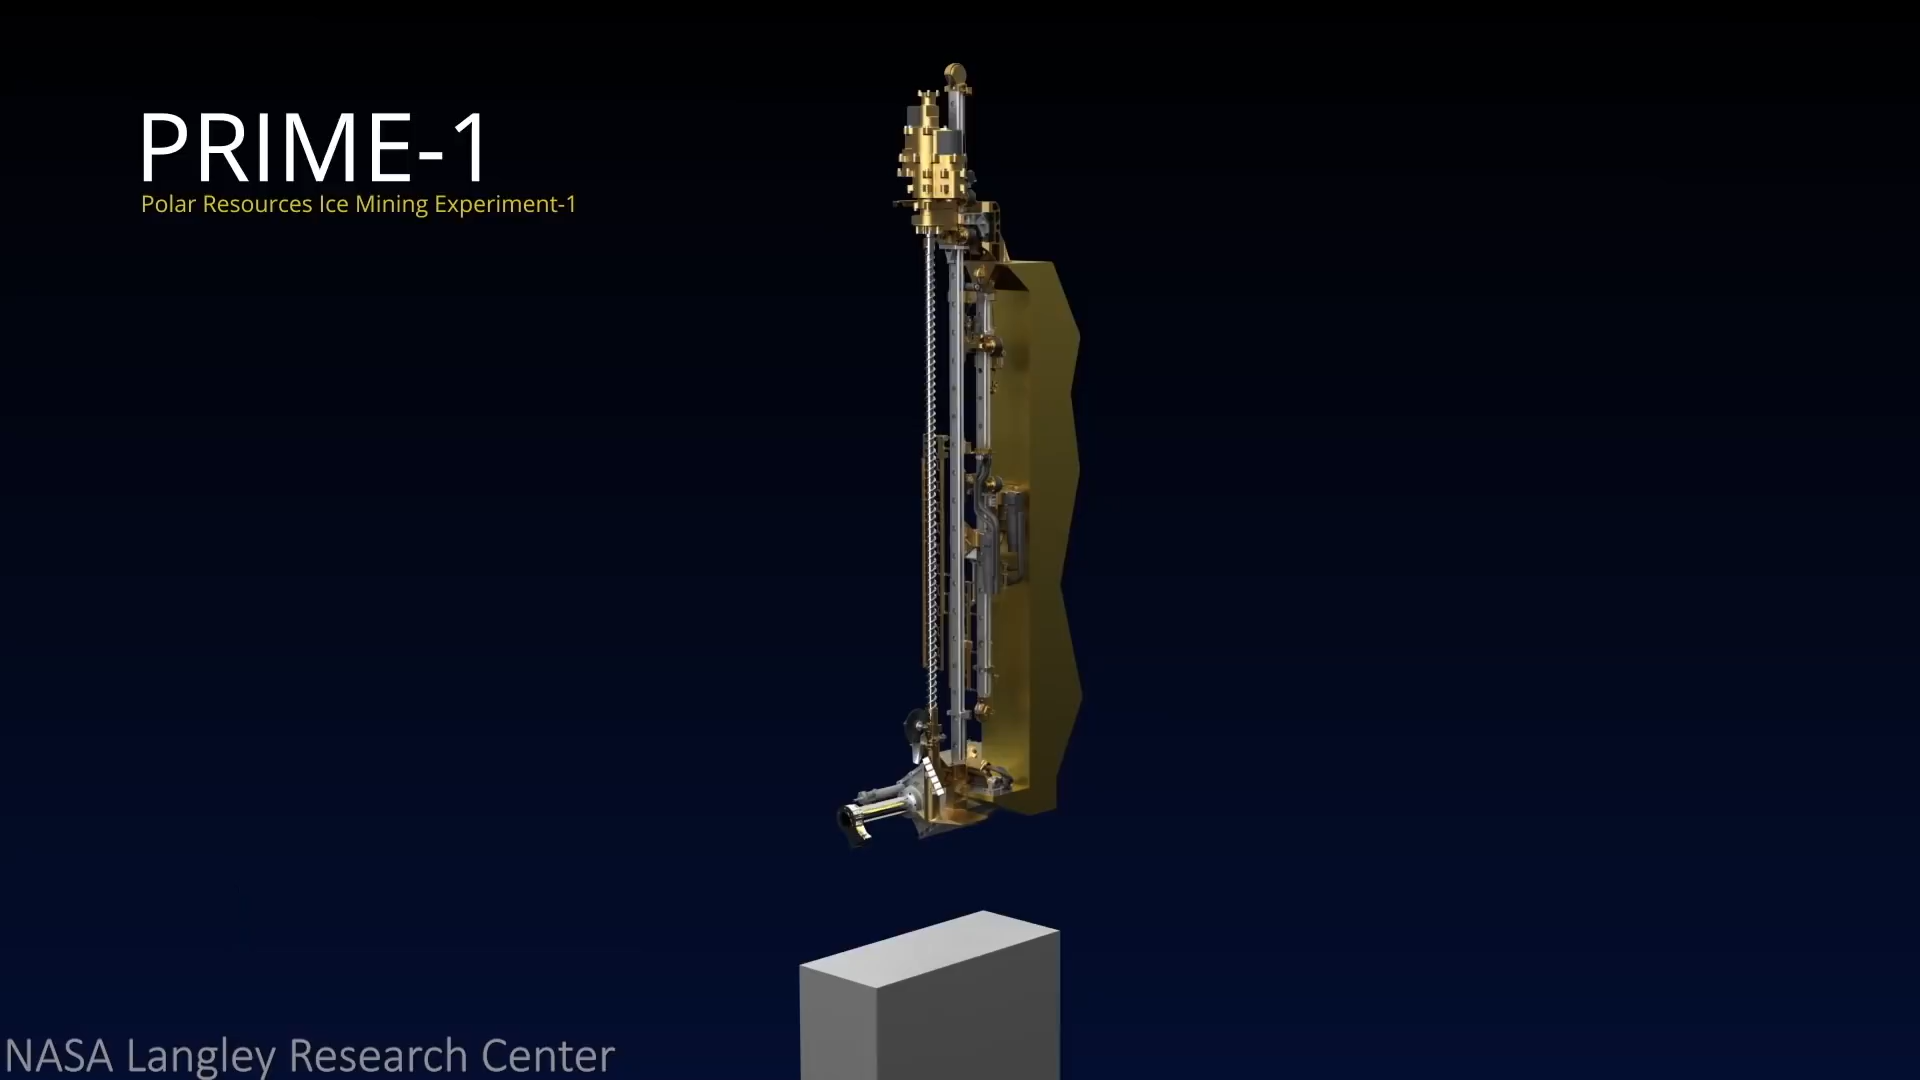 PRIME-1
Polar Resources Ice Mining Experiment-1
NASA Langley Research Center